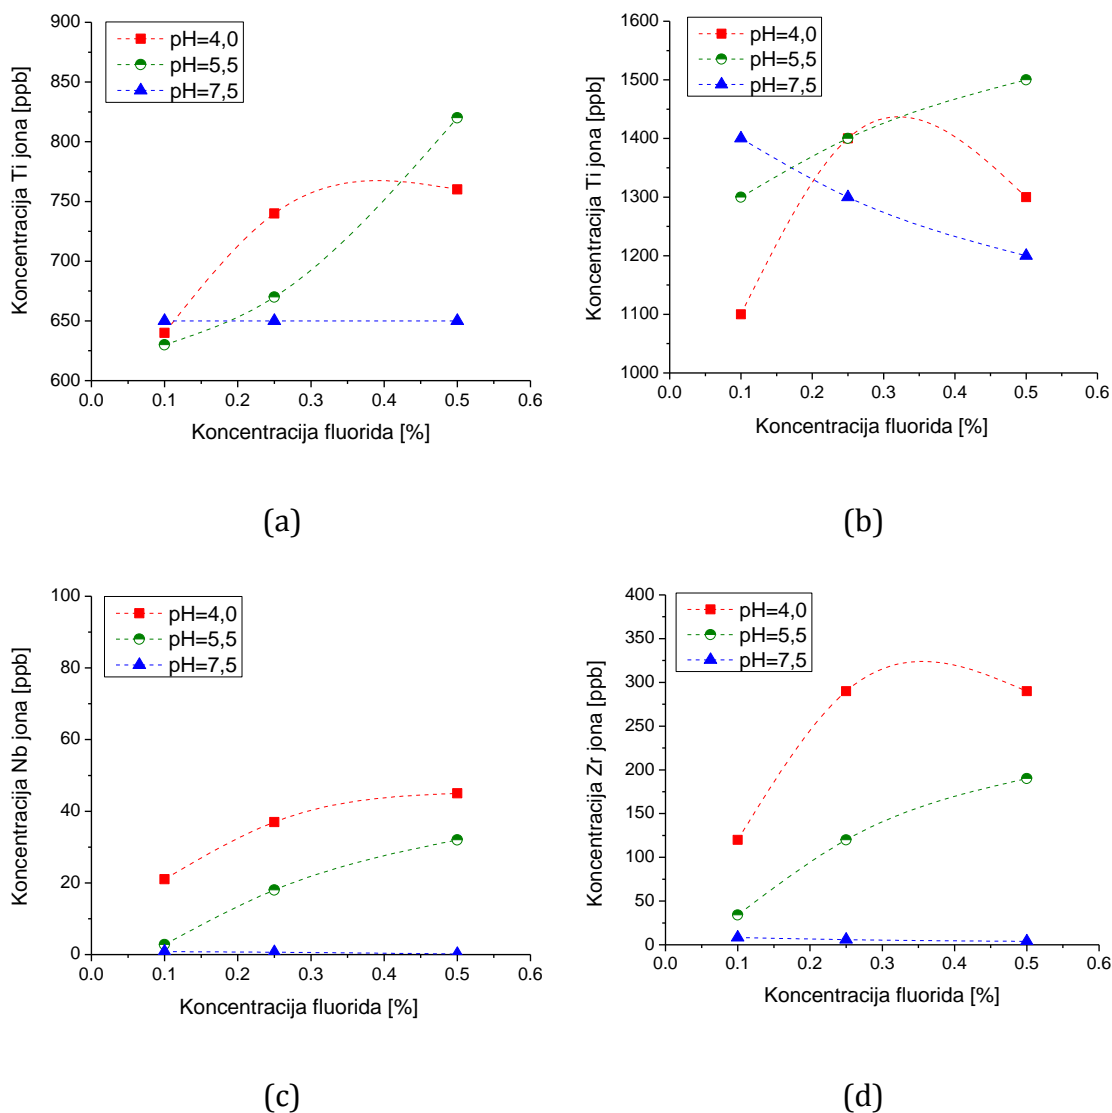 900
850
800
750
700
650
600
0.0 0.1 0.2 0.3 0.4 0.5 0.6
Koncentracija Ti jona [ppb]
Koncentracija fluorida [%]
pH=4,0
pH=5,5
pH=7,5
(a)
1600
1500
1400
1300
1200
1100
1000
0.0 0.1 0.2 0.3 0.4 0.5 0.6
Koncentracija Ti jona [ppb]
Koncentracija fluorida [%]
pH=4,0
pH=5,5
pH=7,5
(b)
100
80
60
40
20
0
0.0 0.1 0.2 0.3 0.4 0.5 0.6
Koncentracija Nb jona [ppb]
Koncentracija fluorida [%]
pH=4,0
pH=5,5
pH=7,5
(c)
400
350
300
250
200
150
100
50
0
0.0 0.1 0.2 0.3 0.4 0.5 0.6
Koncentracija Zr jona [ppb]
Koncentracija fluorida [%]
pH=4,0
pH=5,5
pH=7,5
(d)